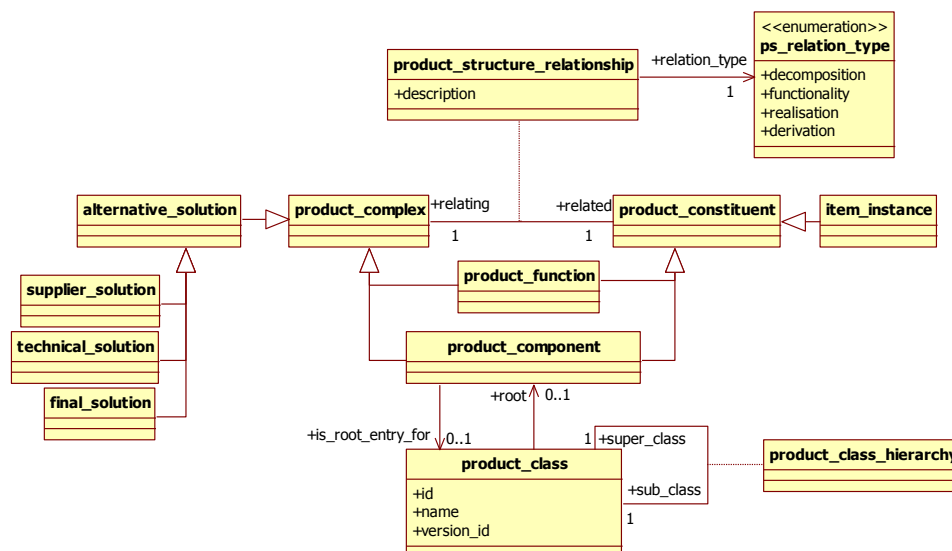 <<enumeration>>
ps_relation_type
+relation_type
product_structure_relationship
+description
1
+decomposition
+functionality
+realisation
+derivation
alternative_solution
product_complex
+relating
1
+related
1
product_constituent
item_instance
supplier_solution
product_function
technical_solution
product_component
final_solution
+root
0..1
+is_root_entry_for
0..1
1
+super_class
product_class
product_class_hierarchy
+id
+name
+version_id
+sub_class
1